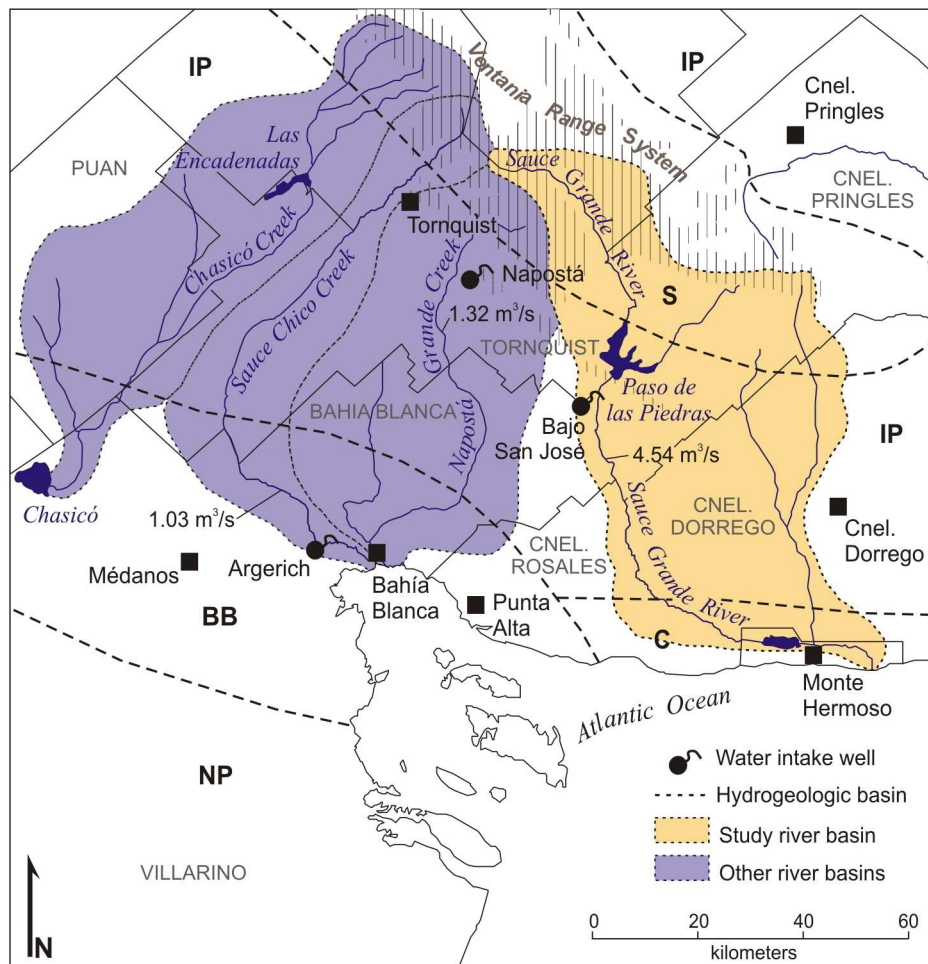 IP
IP
Ventania Range System
Cnel.
Pringles
Las
Encadenadas
PUAN
Sauce Grande River
CNEL.
PRINGLES
Tornquist
Chasicó Creek
Sauce Chico Creek
Grande Creek
Napostá
Napostá
1.32 m³/s
S
TORNQUIST
Paso de
las Piedras
BAHIA BLANCA
Bajo
San José
4.54 m³/s
IP
Chasicó
1.03 m³/s
CNEL.
DORREGO
Cnel.
Dorrego
Sauce Grande River
CNEL.
ROSALES
Médanos
Argerich
Bahía
Blanca
BB
Punta
Alta
C
Monte
Hermoso
Atlantic Ocean
NP
VILLARINO
Water intake well
Hydrogeologic basin
Study river basin
Other river basins
N
0 20 40 60
kilometers